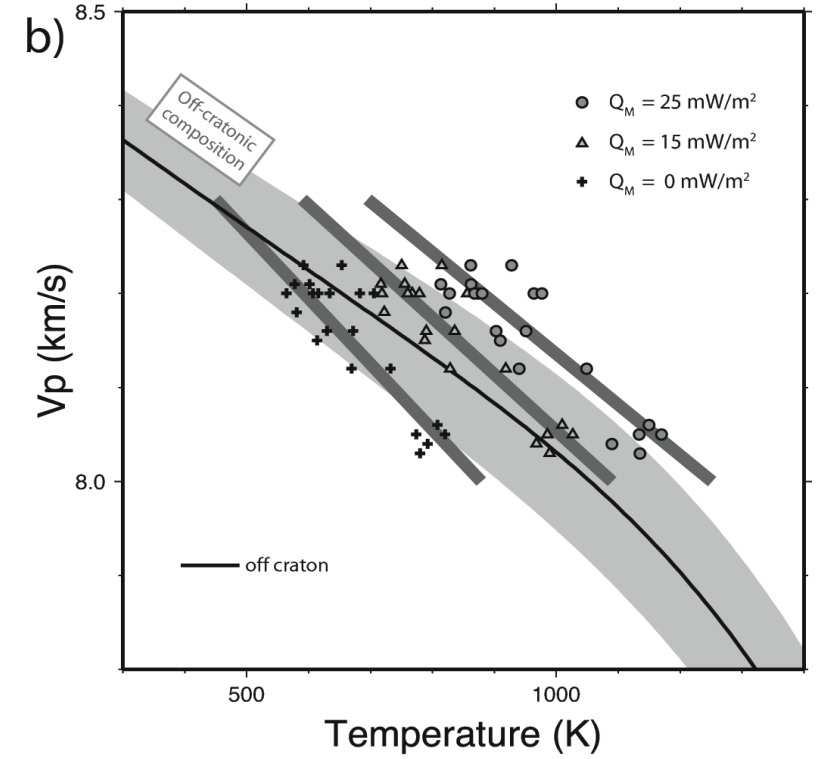 b)
8.5
Off-cratonic
composition
Q_M = 25 mW/m²
Q_M = 15 mW/m²
Q_M = 0 mW/m²
Vp (km/s)
8.0
off craton
500
1000
Temperature (K)